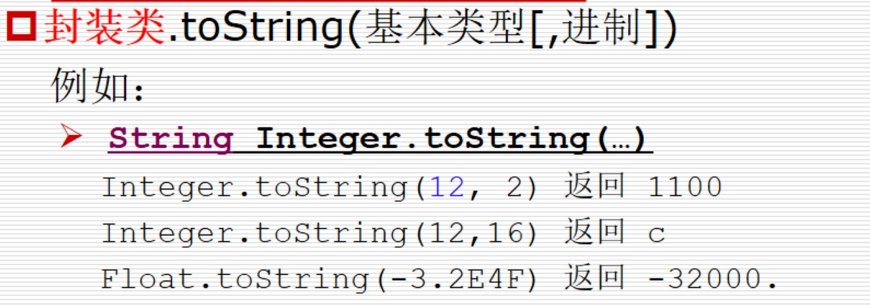 封装类.toString(基本类型[,进制])
例如：
String Integer.toString(…)
Integer.toString(12, 2) 返回 1100
Integer.toString(12,16) 返回 c
Float.toString(-3.2E4F) 返回 -32000.